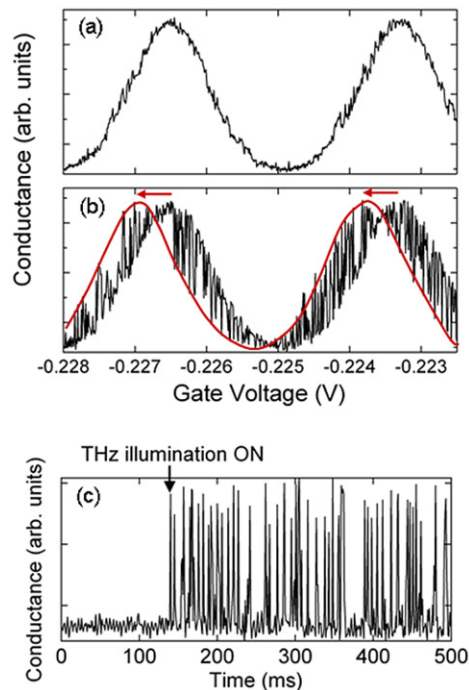 (a)
(b)
Conductance (arb. units)
-0.228 -0.227 -0.226 -0.225 -0.224 -0.223
Gate Voltage (V)
THz illumination ON
(c)
Conductance (arb. units)
0 100 200 300 400 500
Time (ms)